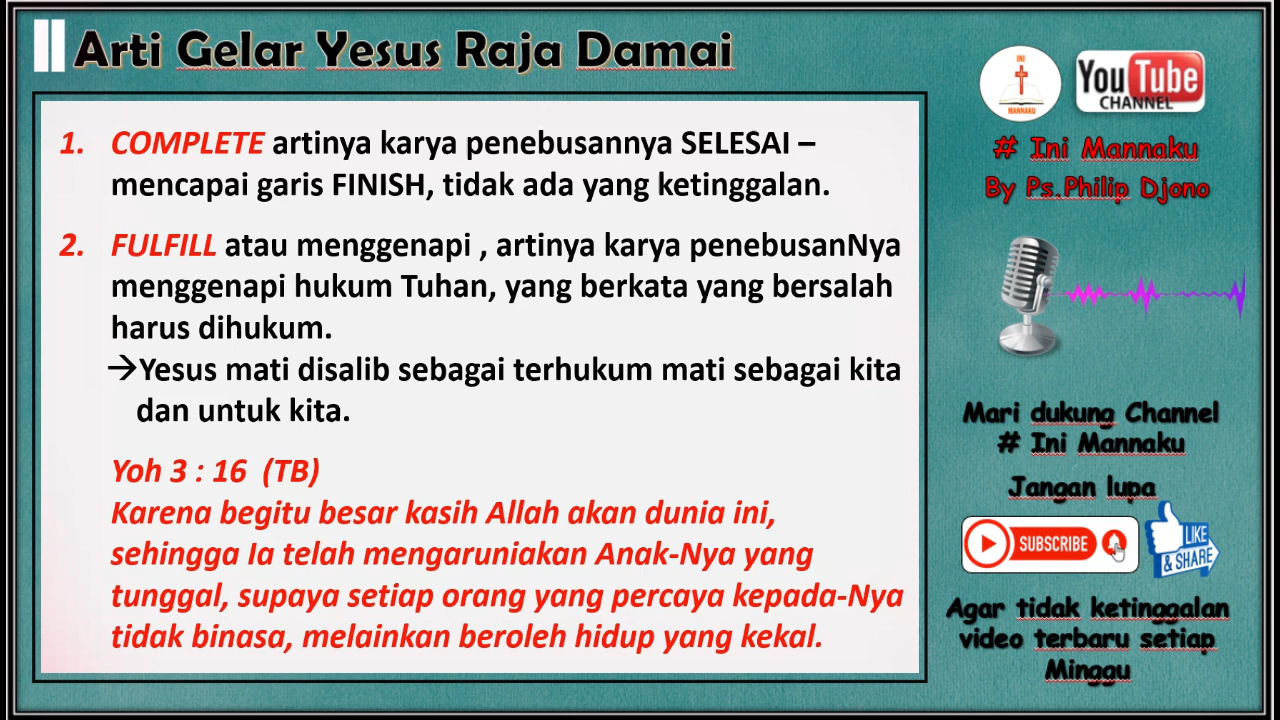 Arti Gelar Yesus Raja Damai
1. COMPLETE artinya karya penebusannya SELESAI –
mencapai garis FINISH, tidak ada yang ketinggalan.
2. FULFILL atau menggenapi , artinya karya penebusanNya
menggenapi hukum Tuhan, yang berkata yang bersalah
harus dihukum.
→Yesus mati disalib sebagai terhukum mati sebagai kita
dan untuk kita.
Yoh 3 : 16 (TB)
Karena begitu besar kasih Allah akan dunia ini,
sehingga Ia telah mengaruniakan Anak-Nya yang
tunggal, supaya setiap orang yang percaya kepada-Nya
tidak binasa, melainkan beroleh hidup yang kekal.
INI
MANNAKU
YouTube
CHANNEL
# Ini Mannaku
By Ps.Philip Djono
Mari dukung Channel
# Ini Mannaku
Jangan lupa
SUBSCRIBE
LIKE
& SHARE
Agar tidak ketinggalan
video terbaru setiap
Minggu